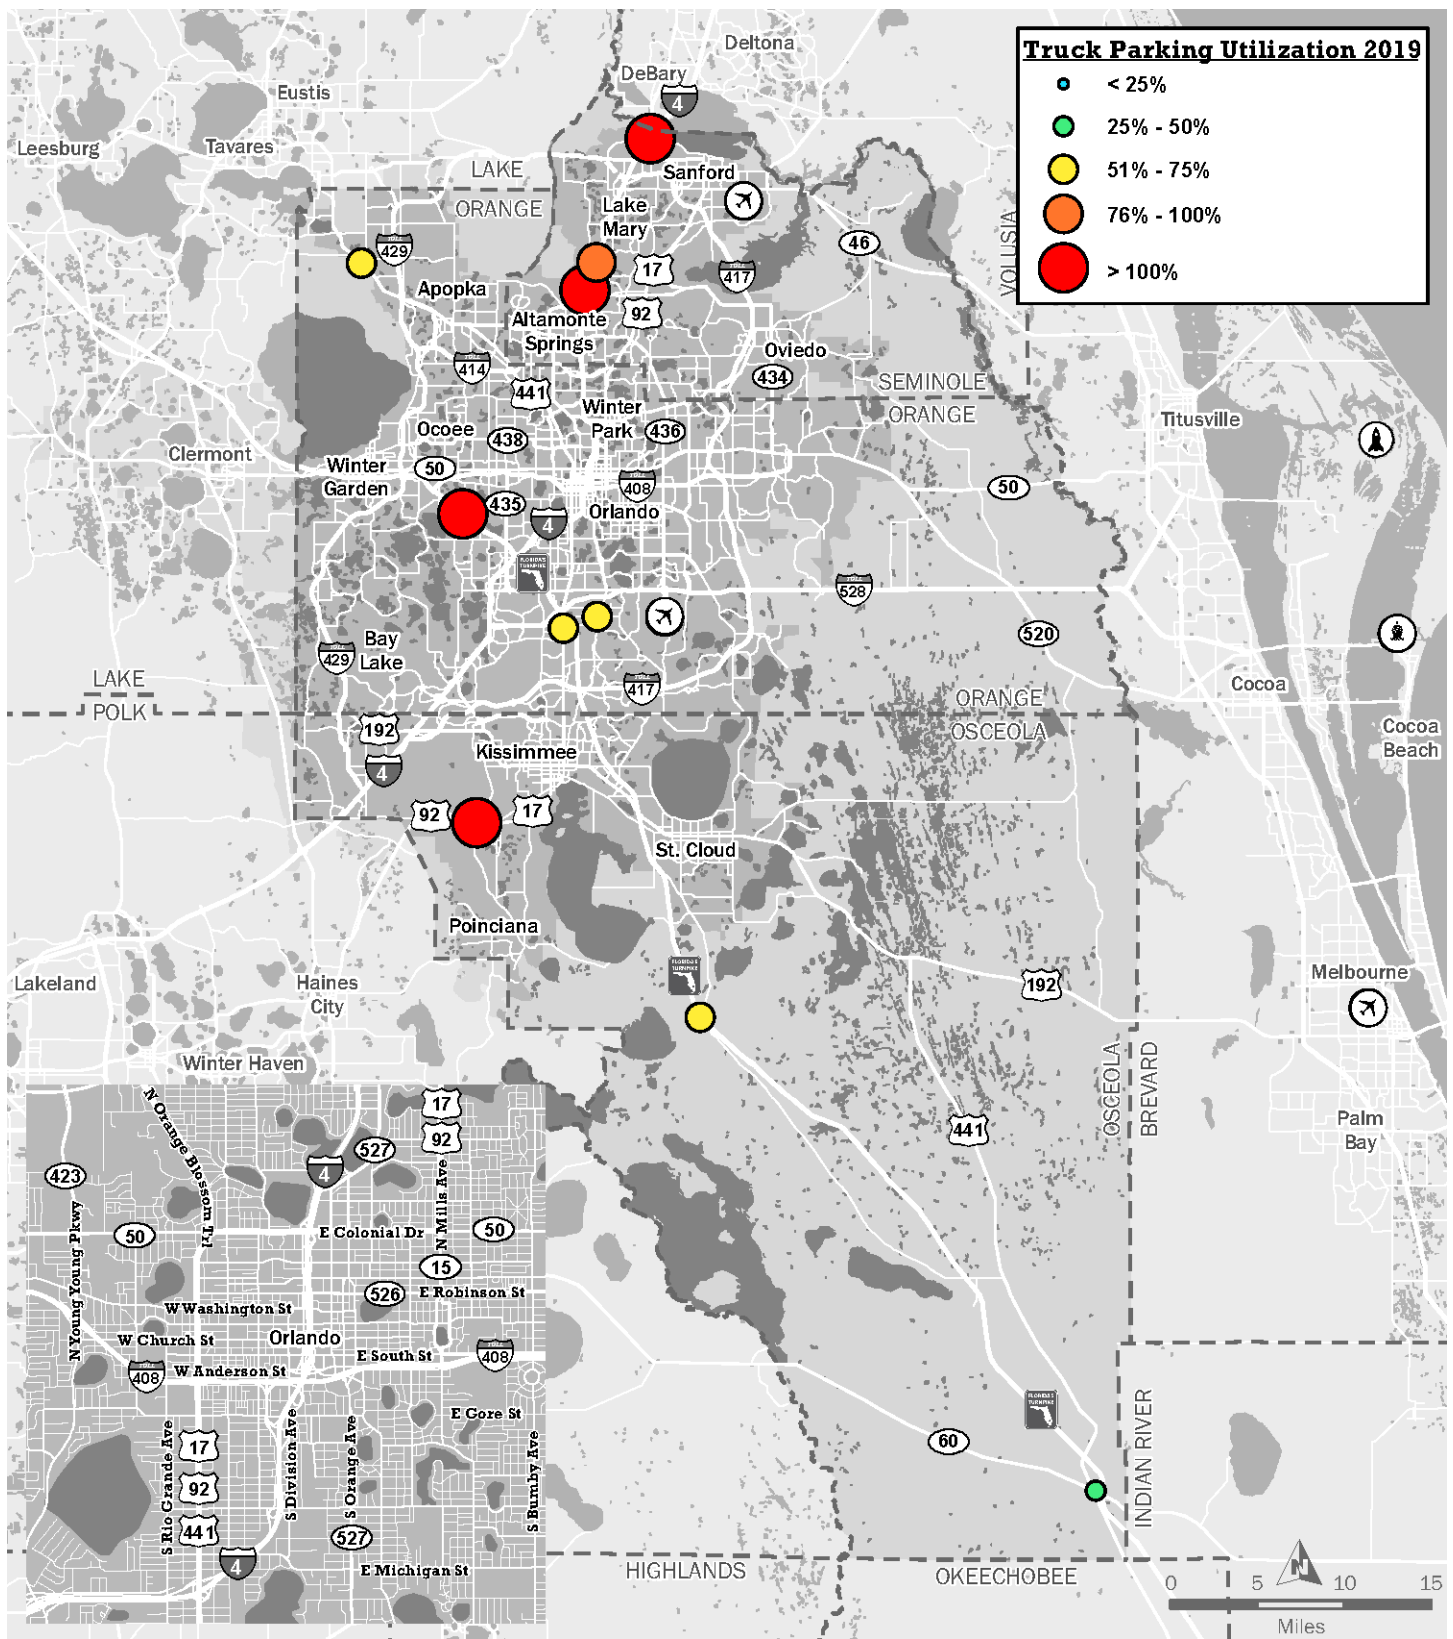 Truck Parking Utilization 2019
< 25%
25% - 50%
51% - 75%
76% - 100%
> 100%
Deltona
DeBary
4
Eustis
Leesburg
Tavares
LAKE
ORANGE
Sanford
Lake
Mary
46
VOLUSIA
429
17
417
Apopka
92
Altamonte
Springs
Oviedo
414
434
441
SEMINOLE
ORANGE
Winter
Park
Titusville
Ocoee
438
436
Clermont
50
Winter
Garden
408
50
435
Orlando
4
FLORIDA'S
TURNPIKE
528
520
Bay
Lake
429
LAKE
POLK
417
Cocoa
ORANGE
OSCEOLA
192
Cocoa
Beach
Kissimmee
4
92
17
St. Cloud
Poinciana
Lakeland
Haines
City
FLORIDA'S
TURNPIKE
192
Melbourne
Winter Haven
OSCEOLA
BREVARD
441
Palm
Bay
FLORIDA'S
TURNPIKE
60
INDIAN RIVER
HIGHLANDS
OKEECHOBEE
N
0 5 10 15
Miles
N Orange Blossom Trl
17
92
527
4
423
N Mills Ave
N Young Young Pkwy
50
E Colonial Dr
50
15
526
E Robinson St
W Washington St
W Church St
Orlando
E South St
408
W Anderson St
408
E Gore St
S Rio Grande Ave
17
92
441
S Division Ave
S Orange Ave
S Bumby Ave
527
4
E Michigan St